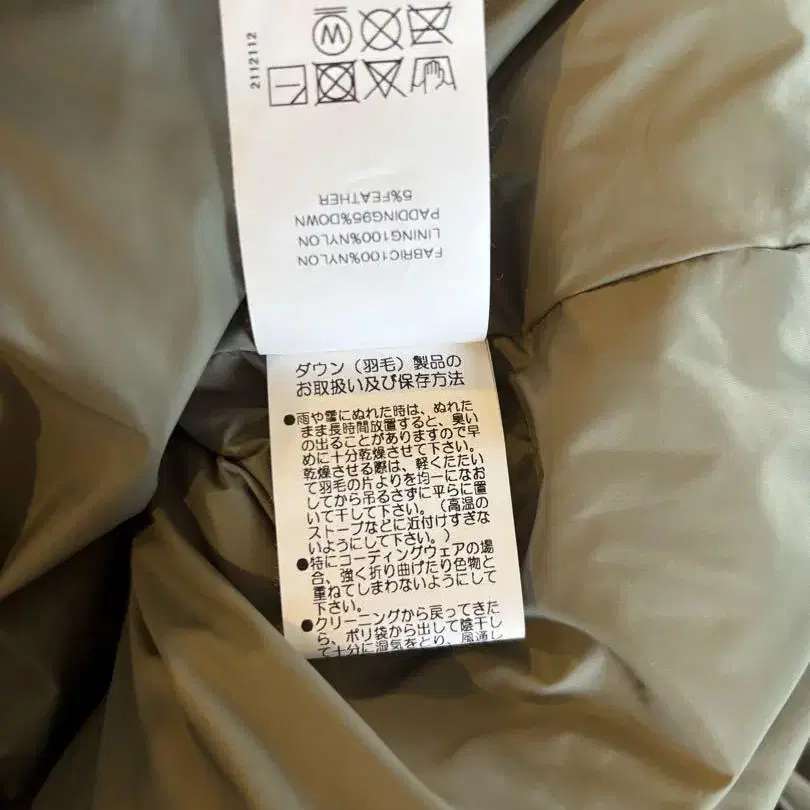 FABRIC100%NYLON
LINING100%NYLON
PADDING95%DOWN
5%FEATHER
W
2112112
ダウン（羽毛）製品の
お取扱い及び保存方法
●雨や雪にぬれた時は、ぬれた
まま長時間放置すると、臭い
の出ることがありますので早
めに十分乾燥させて下さい。
乾燥させる際は、軽くたたい
て羽毛の片よりを均一になお
してから吊るさずに平らに置
いて干して下さい。（高温の
ストーブなどに近付けすぎな
いようにして下さい。）
●特にコーティングウェアの場
合、強く折り曲げたり色物と
重ねてしまわないようにして
下さい。
●クリーニングから戻ってきた
ら、ポリ袋から出して陰干し
て十分に湿気をとり、風通し